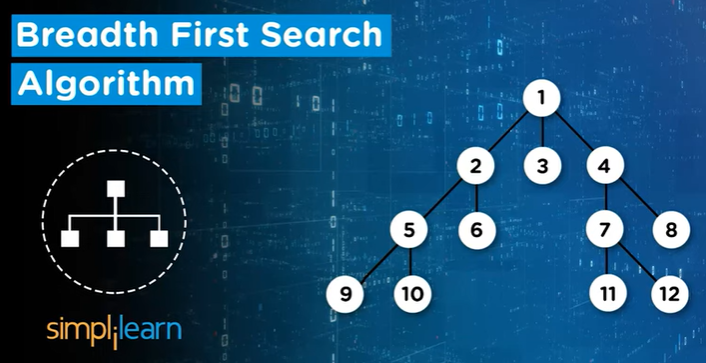 Breadth First Search
Algorithm
1
2 3 4
5 6 7 8
9 10 11 12
simplilearn